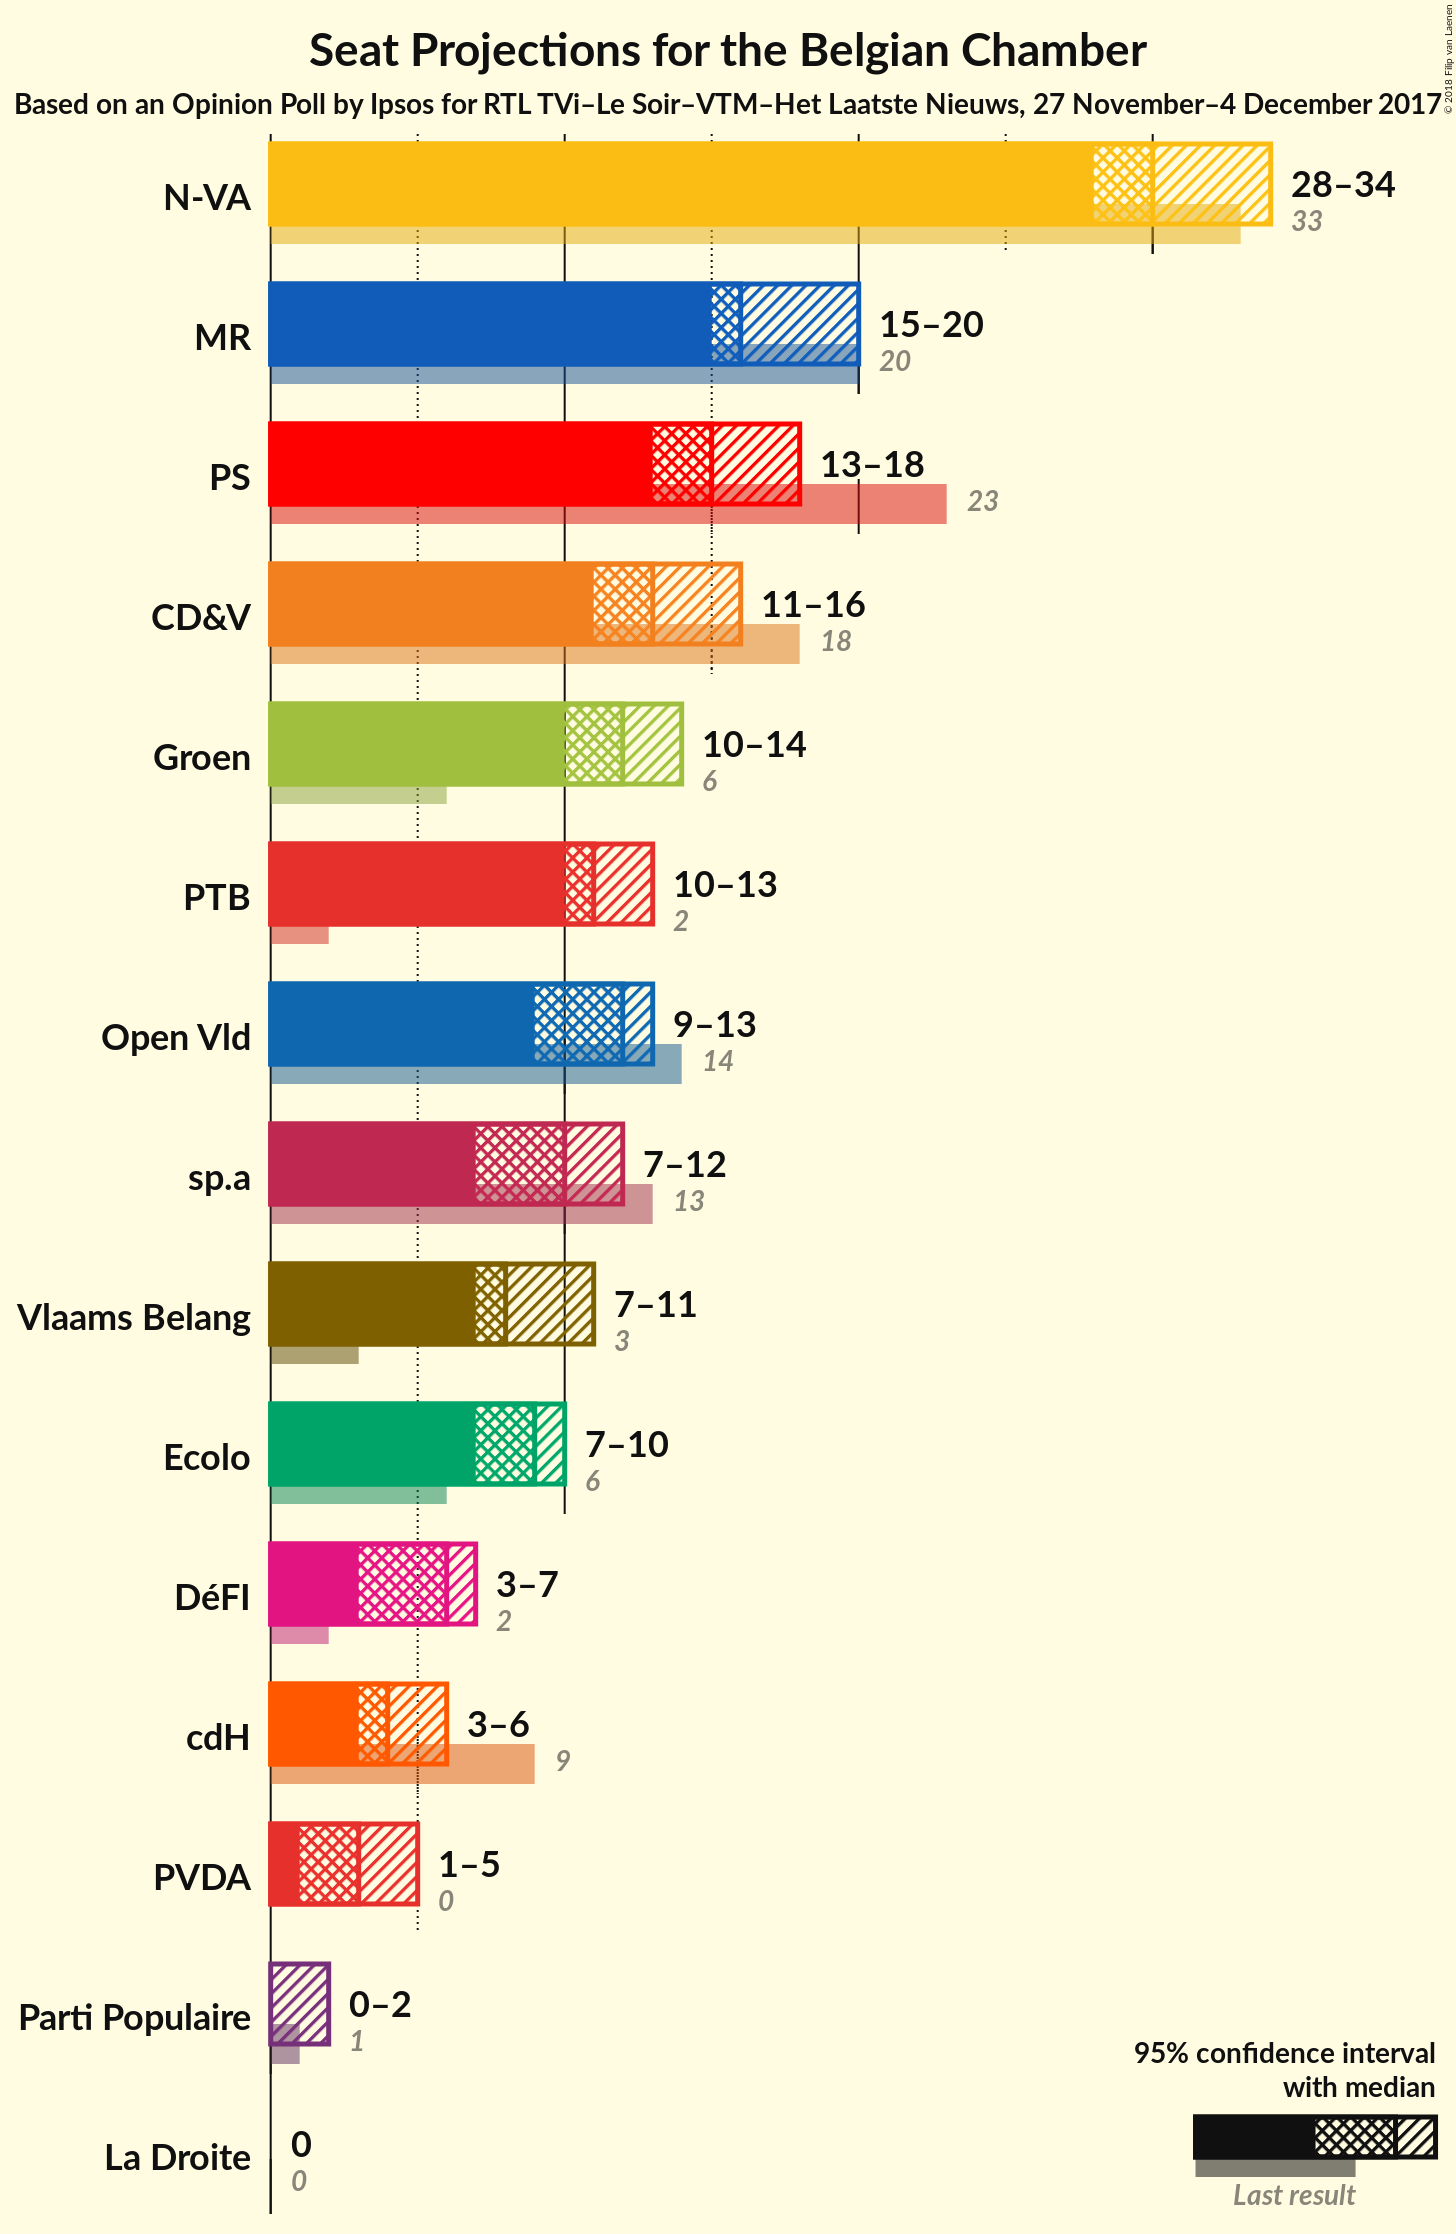 Seat Projections for the Belgian Chamber
Based on an Opinion Poll by Ipsos for RTL TVi–Le Soir–VTM–Het Laatste Nieuws, 27 November–4 December 2017
© 2018 Filip van Laenen
N-VA
28–34
33
MR
15–20
20
PS
13–18
23
CD&V
11–16
18
Groen
10–14
6
PTB
10–13
2
Open Vld
9–13
14
sp.a
7–12
13
Vlaams Belang
7–11
3
Ecolo
7–10
6
DéFI
3–7
2
cdH
3–6
9
PVDA
1–5
0
Parti Populaire
0–2
1
La Droite
0
0
95% confidence interval
with median
Last result